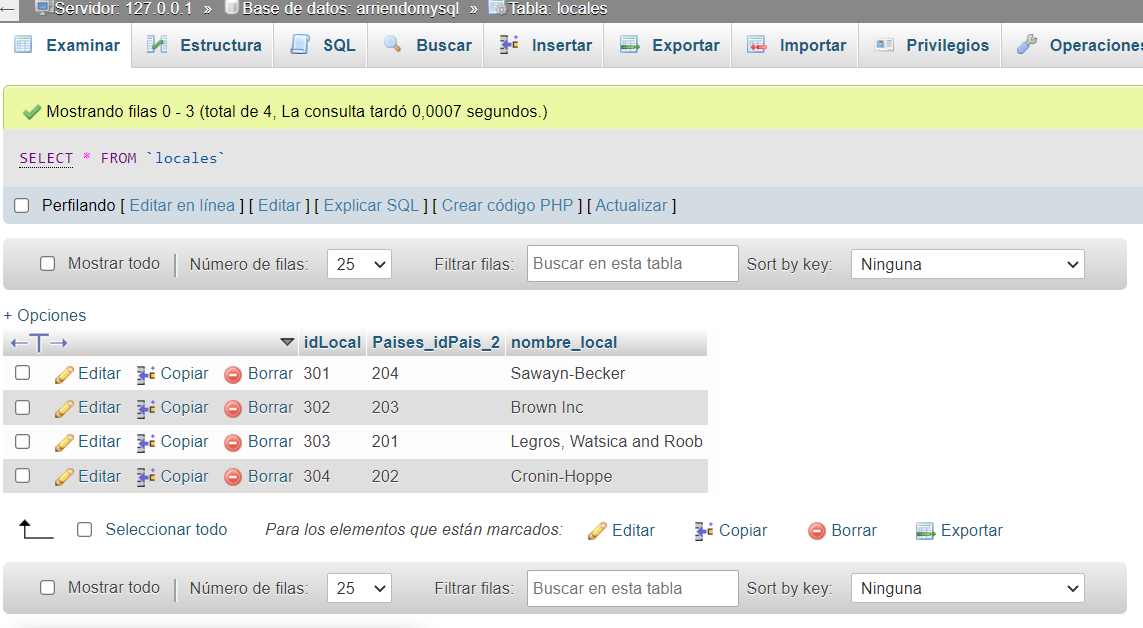 Servidor: 127.0.0.1 » Base de datos: arriendomysql » Tabla: locales
Examinar Estructura SQL Buscar Insertar Exportar Importar Privilegios Operaciones
Mostrando filas 0 - 3 (total de 4, La consulta tardó 0,0007 segundos.)
SELECT * FROM `locales`
Perfilando [ Editar en línea ] [ Editar ] [ Explicar SQL ] [ Crear código PHP ] [ Actualizar ]
Mostrar todo Número de filas: 25 Filtrar filas: Buscar en esta tabla Sort by key: Ninguna
+ Opciones
←T→ idLocal Paises_idPais_2 nombre_local
Editar Copiar Borrar 301 204 Sawayn-Becker
Editar Copiar Borrar 302 203 Brown Inc
Editar Copiar Borrar 303 201 Legros, Watsica and Roob
Editar Copiar Borrar 304 202 Cronin-Hoppe
Seleccionar todo Para los elementos que están marcados: Editar Copiar Borrar Exportar
Mostrar todo Número de filas: 25 Filtrar filas: Buscar en esta tabla Sort by key: Ninguna